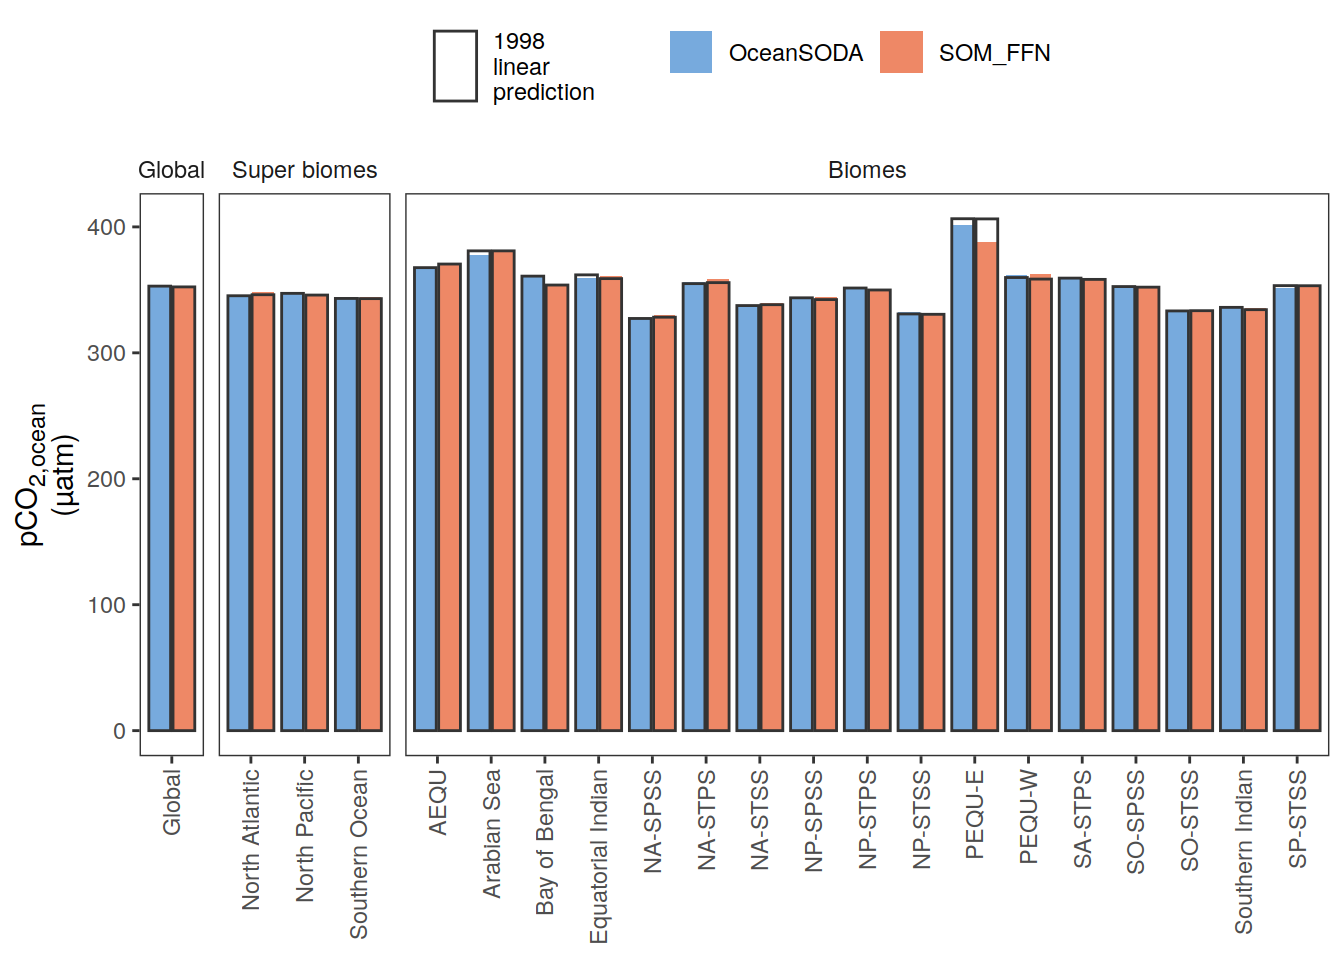 1998
linear
prediction
OceanSODA
SOM_FFN
Global
Super biomes
Biomes
400
300
200
100
0
pCO2,ocean
(µatm)
Global
North Atlantic
North Pacific
Southern Ocean
AEQU
Arabian Sea
Bay of Bengal
Equatorial Indian
NA-SPSS
NA-STPS
NA-STSS
NP-SPSS
NP-STPS
NP-STSS
PEQU-E
PEQU-W
SA-STPS
SO-SPSS
SO-STSS
Southern Indian
SP-STSS